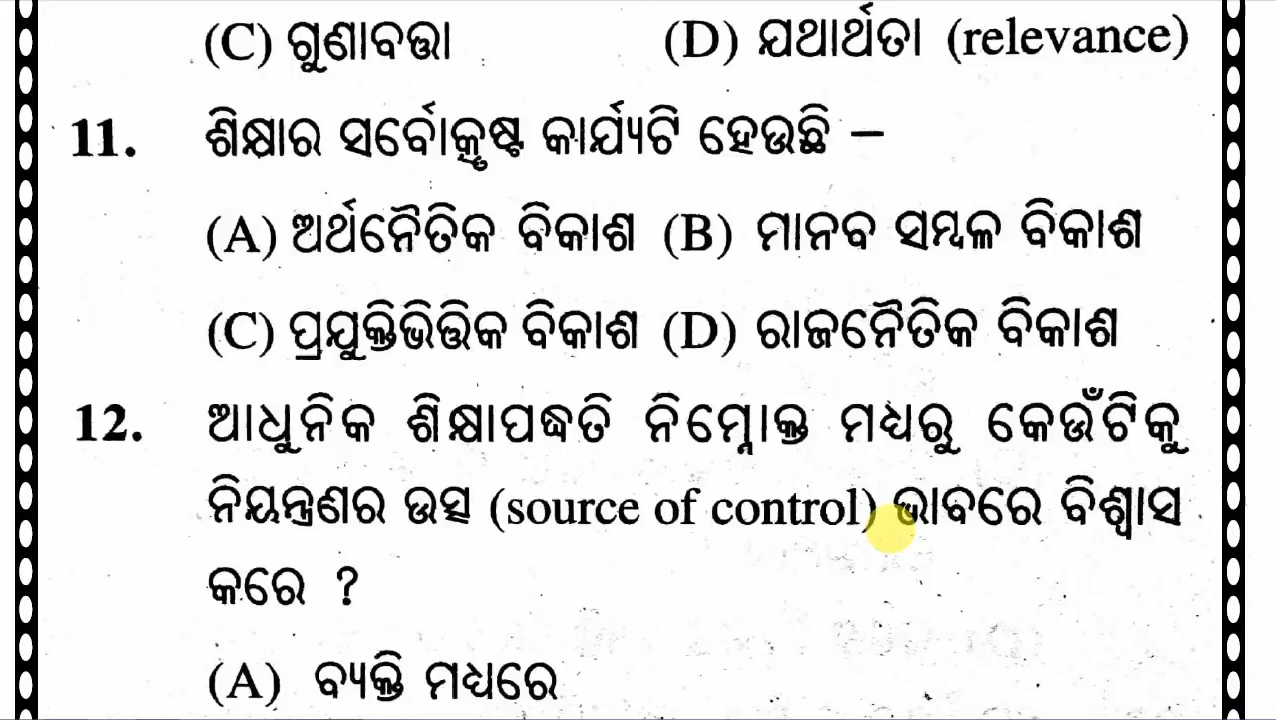 (C) ଗୁଣାବତ୍ତା (D) ଯଥାର୍ଥତା (relevance)
11. ଶିକ୍ଷାର ସର୍ବୋତ୍କୃଷ୍ଟ କାର୍ଯ୍ୟଟି ହେଉଛି –
(A) ଅର୍ଥନୈତିକ ବିକାଶ (B) ମାନବ ସମ୍ବଳ ବିକାଶ
(C) ପ୍ରଯୁକ୍ତିଭିତ୍ତିକ ବିକାଶ (D) ରାଜନୈତିକ ବିକାଶ
12. ଆଧୁନିକ ଶିକ୍ଷାପଦ୍ଧତି ନିମ୍ନୋକ୍ତ ମଧ୍ୟରୁ କେଉଁଟିକୁ
ନିୟନ୍ତ୍ରଣର ଉତ୍ସ (source of control) ଭାବରେ ବିଶ୍ୱାସ
କରେ ?
(A) ବ୍ୟକ୍ତି ମଧ୍ୟରେ